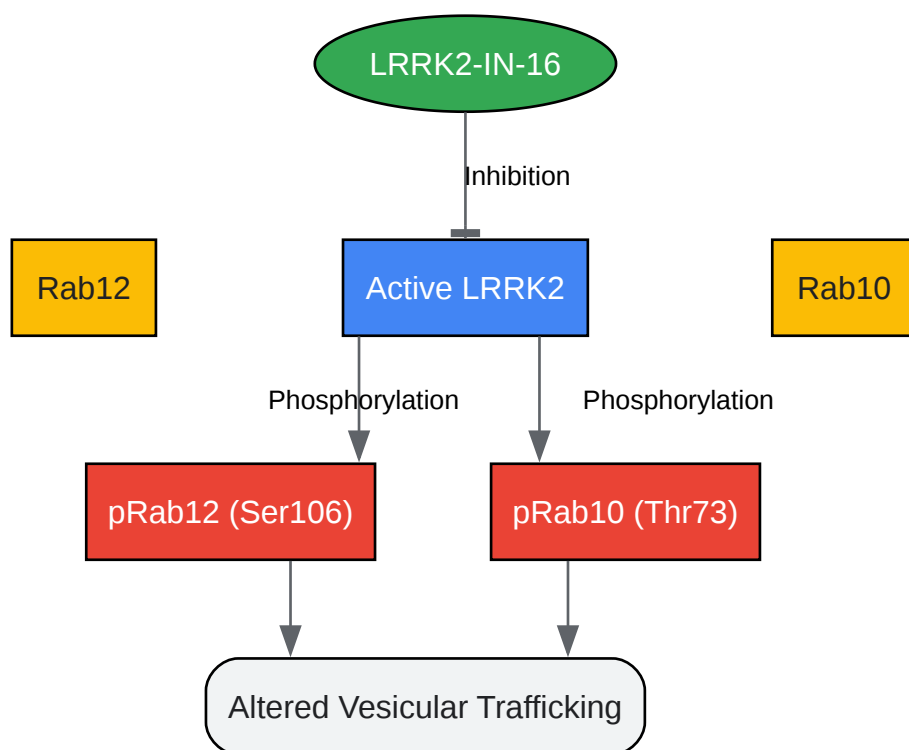 LRRK2-IN-16
Inhibition
Rab12
Active LRRK2
Rab10
Phosphorylation
Phosphorylation
pRab12 (Ser106)
pRab10 (Thr73)
Altered Vesicular Trafficking